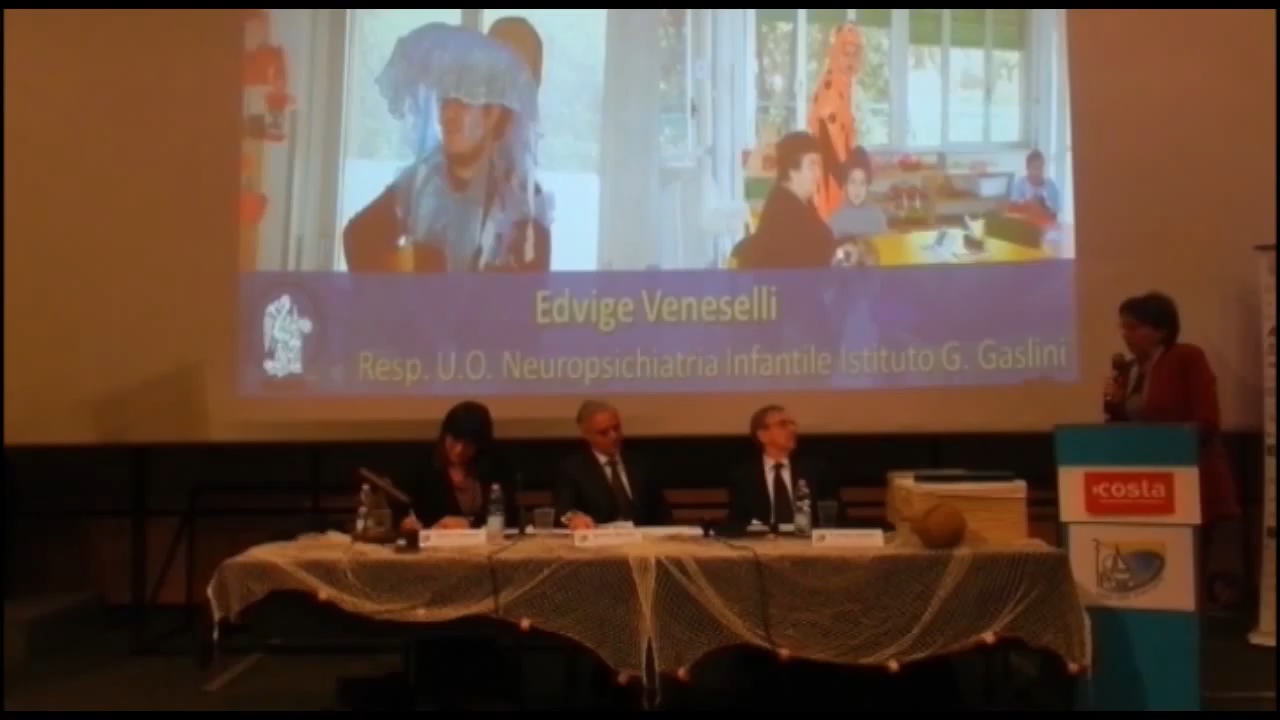 Edvige Veneselli
Resp. U.O. Neuropsichiatria Infantile Istituto G. Gaslini
costa